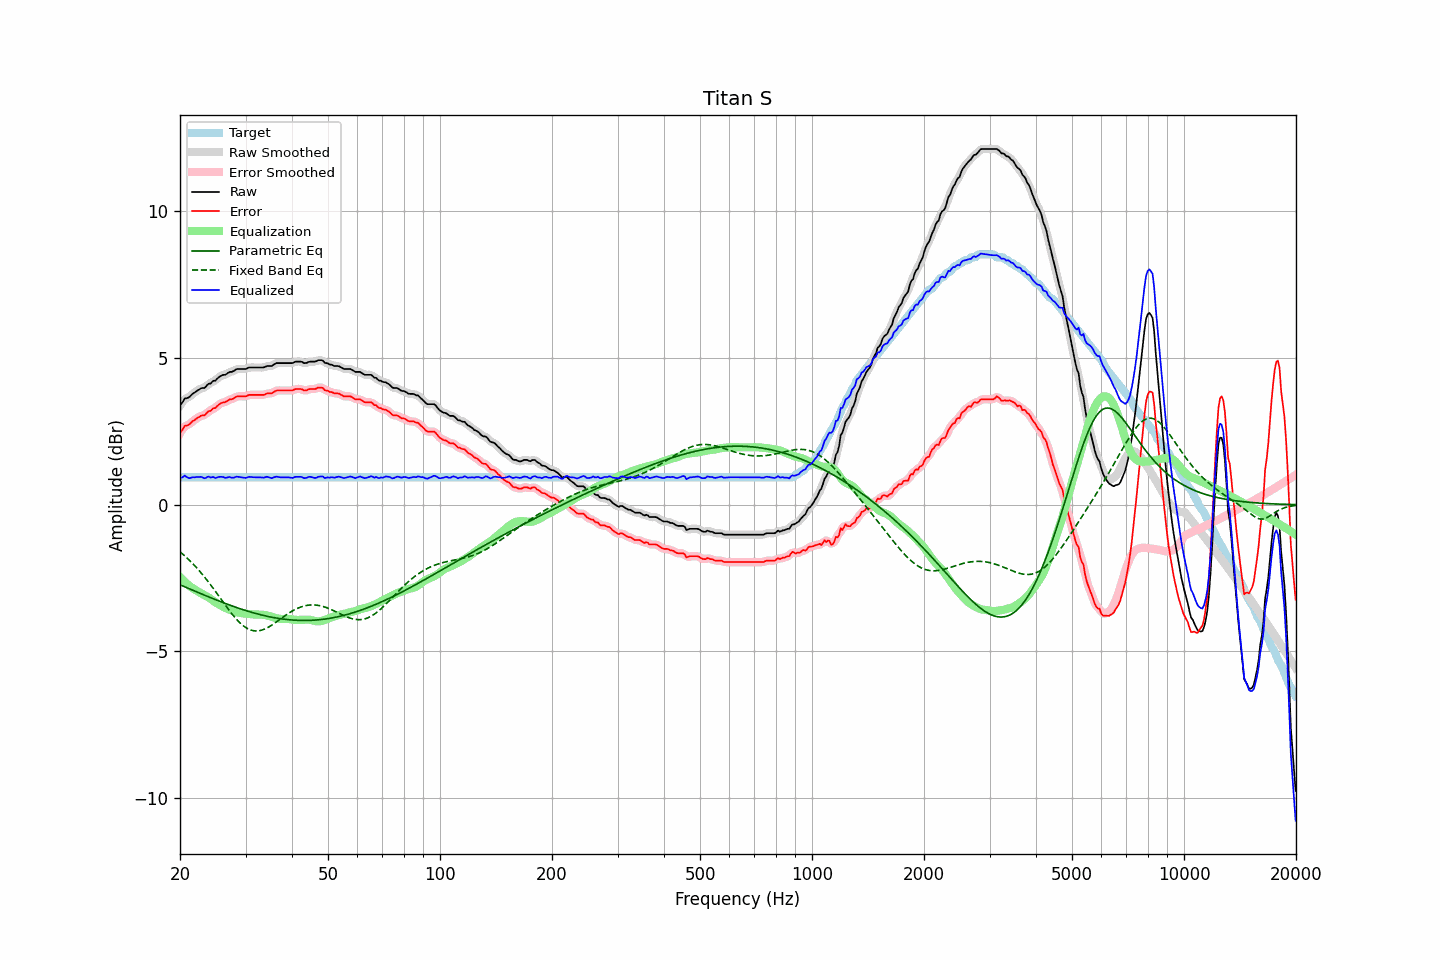 Titan S
Target
Raw Smoothed
Error Smoothed
Raw
Error
Equalization
Parametric Eq
Fixed Band Eq
Equalized
10
5
0
−5
−10
Amplitude (dBr)
20 50 100 200 500 1000 2000 5000 10000 20000
Frequency (Hz)